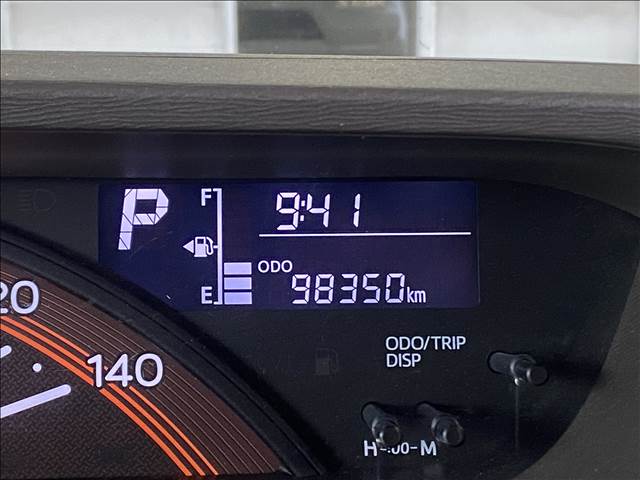 P
F
9:41
E
ODO
98350km
20
140
ODO/TRIP
DISP
H-:00-M